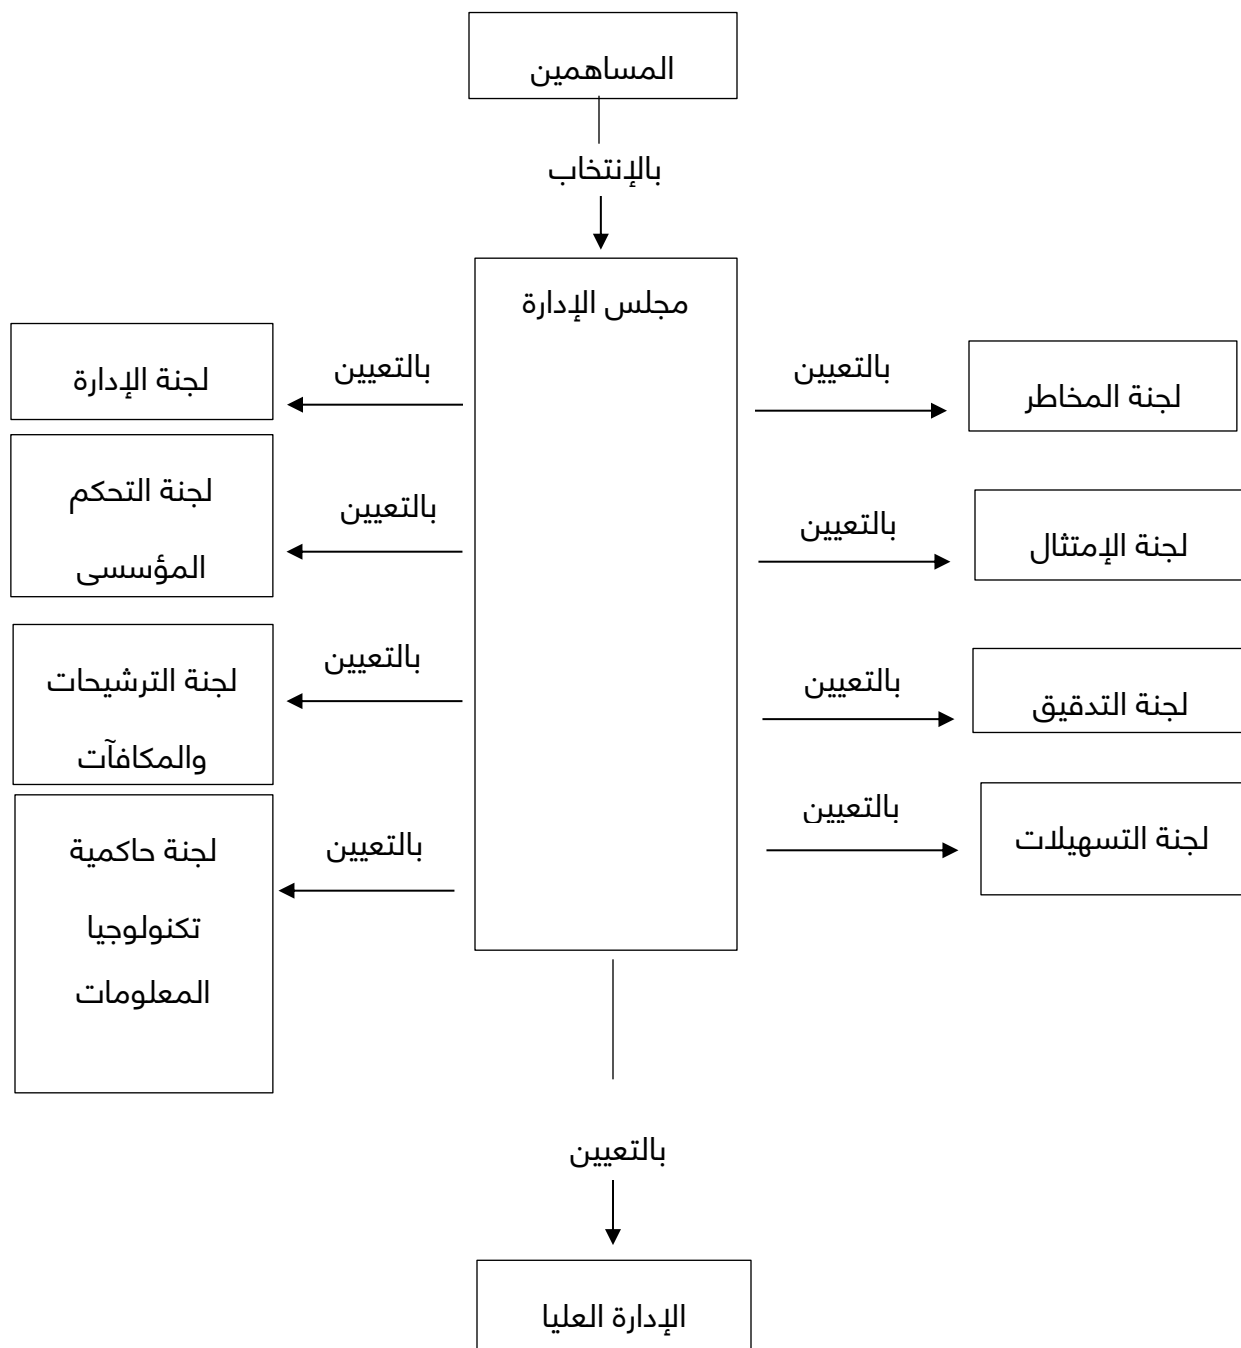 المساهمين
بالإنتخاب
مجلس الإدارة
بالتعيين
لجنة المخاطر
بالتعيين
لجنة الإدارة
بالتعيين
لجنة الإمتثال
بالتعيين
لجنة التحكم
المؤسسى
بالتعيين
لجنة التدقيق
بالتعيين
لجنة الترشيحات
والمكافآت
بالتعيين
لجنة التسهيلات
بالتعيين
لجنة حاكمية
تكنولوجيا
المعلومات
بالتعيين
الإدارة العليا